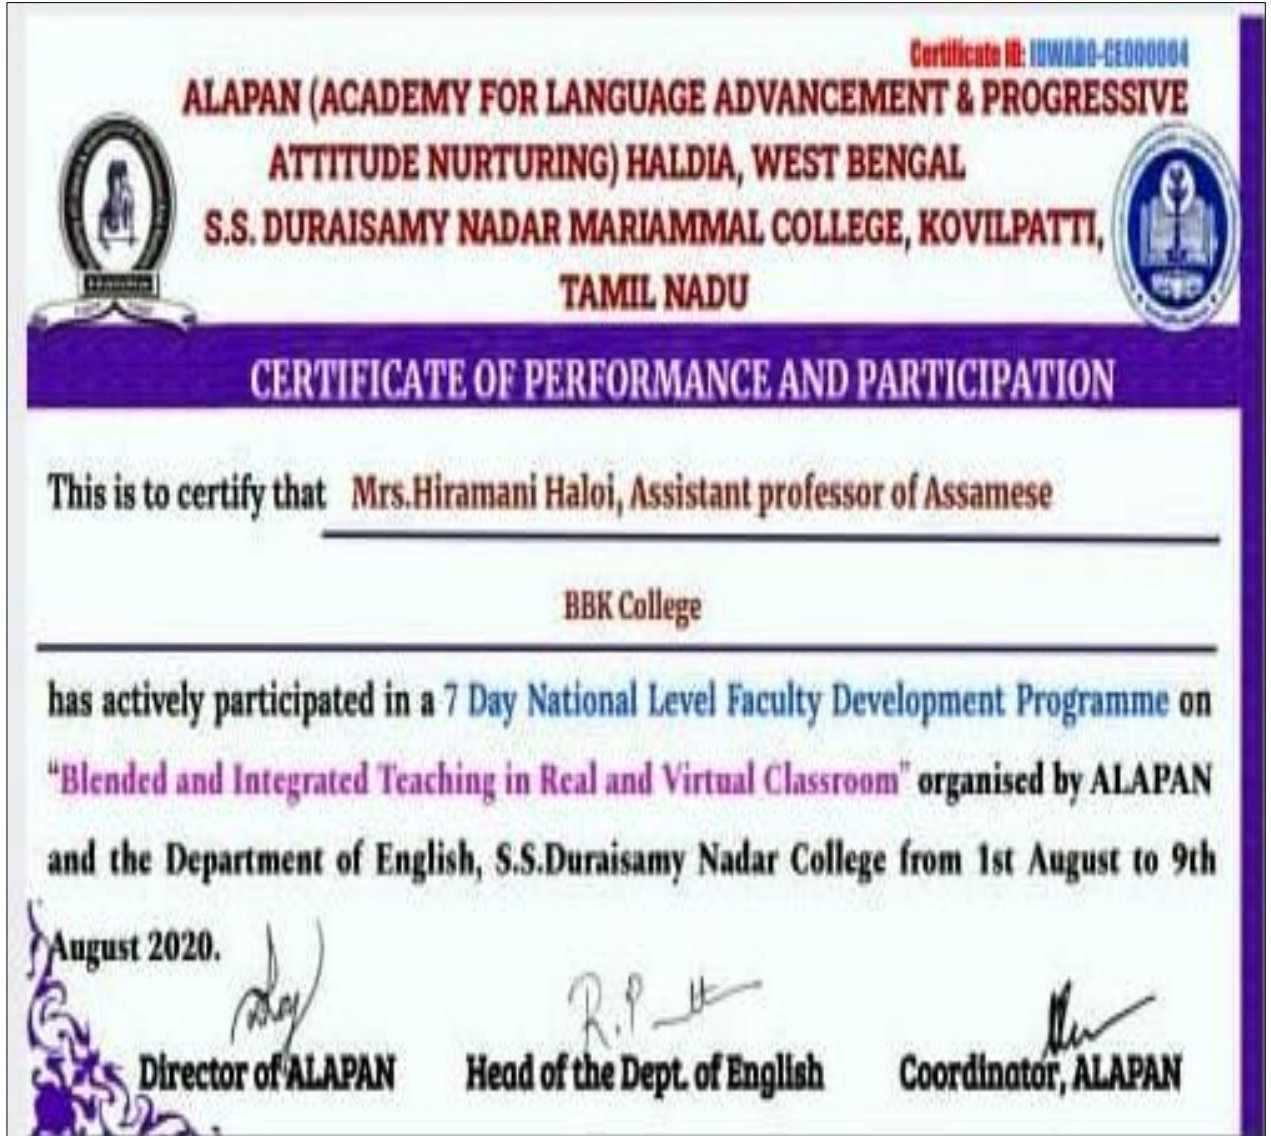 Certificate ID: IDWABO-CE000004
ALAPAN (ACADEMY FOR LANGUAGE ADVANCEMENT & PROGRESSIVE
ATTITUDE NURTURING) HALDIA, WEST BENGAL
S.S. DURAISAMY NADAR MARIAMMAL COLLEGE, KOVILPATTI,
TAMIL NADU
CERTIFICATE OF PERFORMANCE AND PARTICIPATION
This is to certify that Mrs.Hiramani Haloi, Assistant professor of Assamese
BBK College
has actively participated in a 7 Day National Level Faculty Development Programme on
"Blended and Integrated Teaching in Real and Virtual Classroom" organised by ALAPAN
and the Department of English, S.S.Duraisamy Nadar College from 1st August to 9th
August 2020.
Director of ALAPAN Head of the Dept. of English Coordinator, ALAPAN